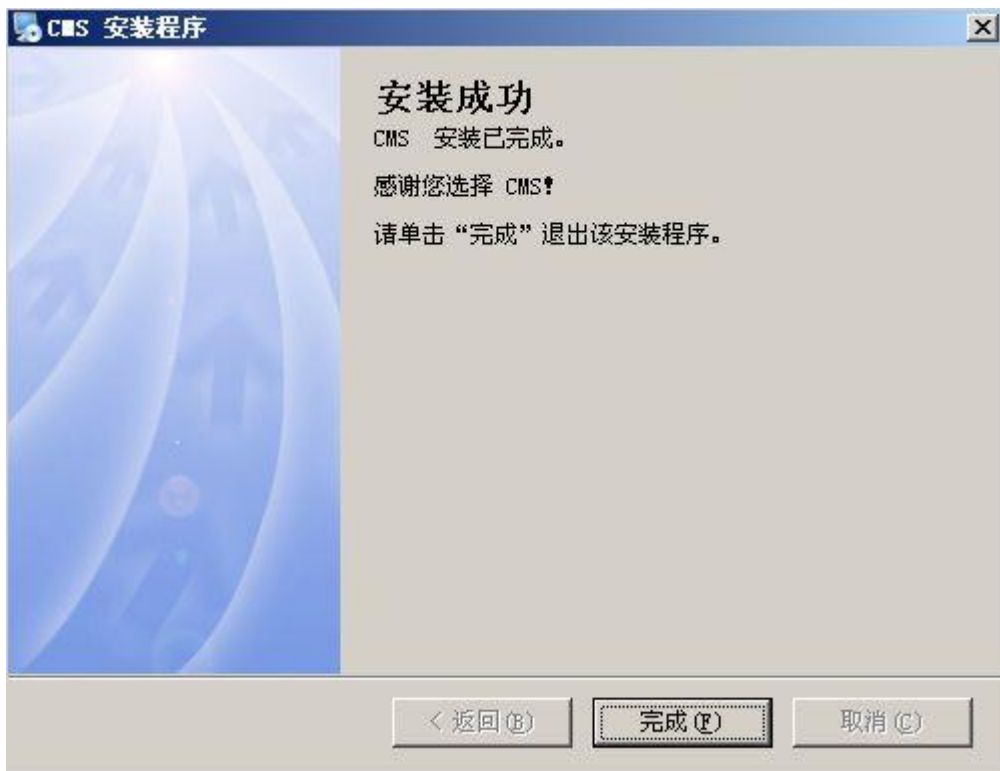 CMS 安装程序
安装成功
CMS 安装已完成。
感谢您选择 CMS!
请单击“完成”退出该安装程序。
< 返回(B)
完成(F)
取消(C)